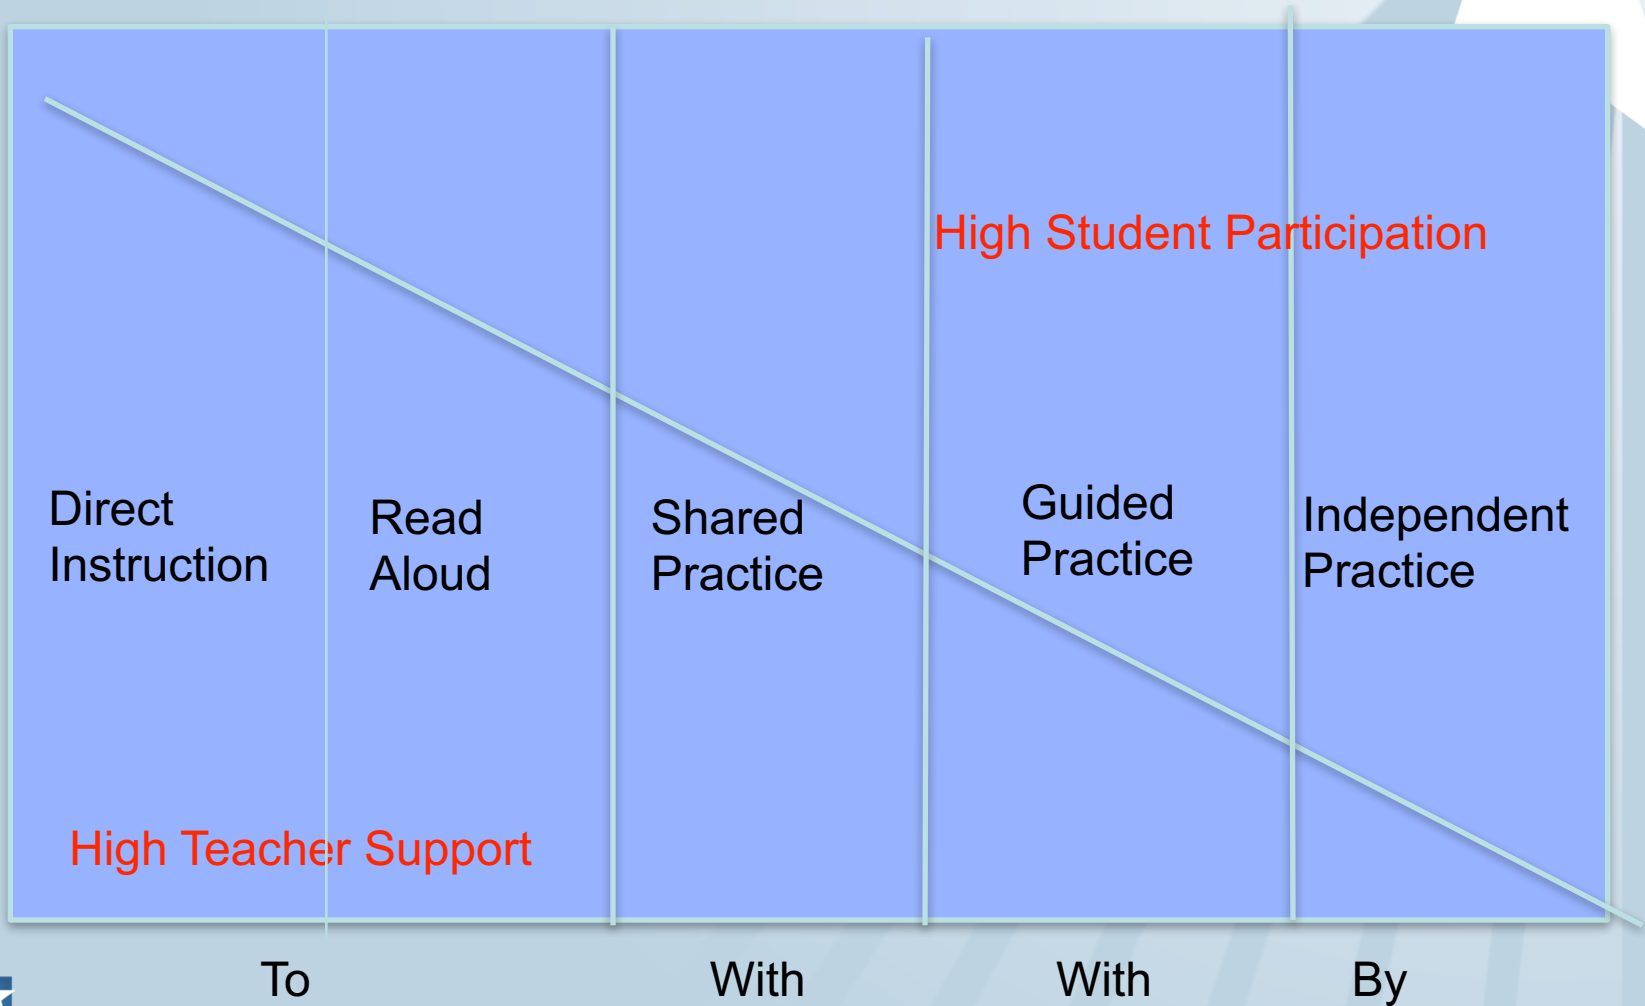 High Student Participation
Direct
Instruction
Read
Aloud
Shared
Practice
Guided
Practice
Independent
Practice
High Teacher Support
To
With
With
By